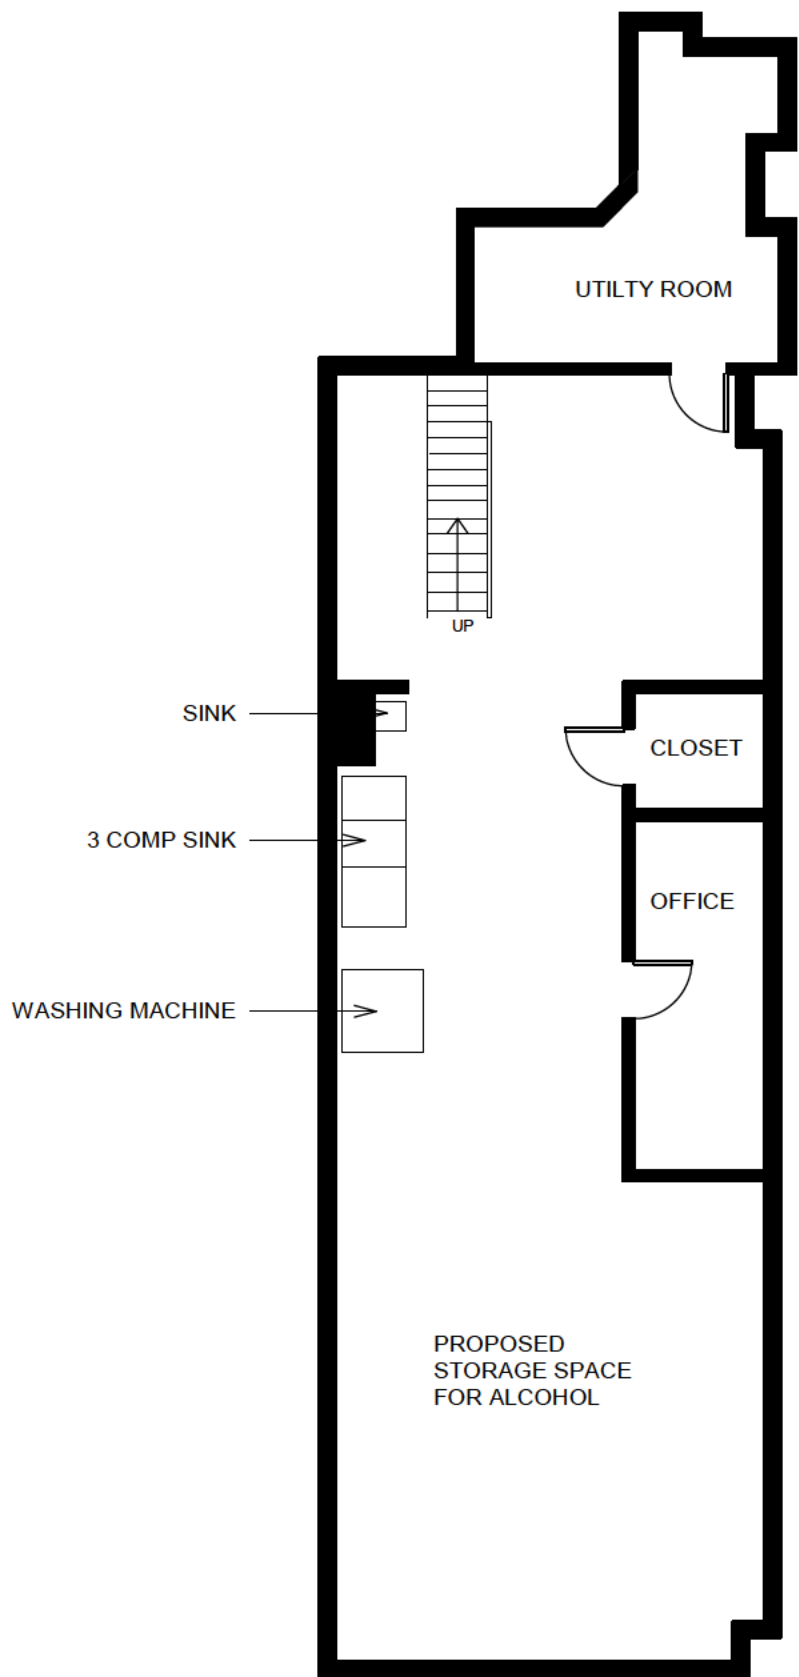 UTILTY ROOM
UP
SINK
CLOSET
3 COMP SINK
OFFICE
WASHING MACHINE
PROPOSED
STORAGE SPACE
FOR ALCOHOL